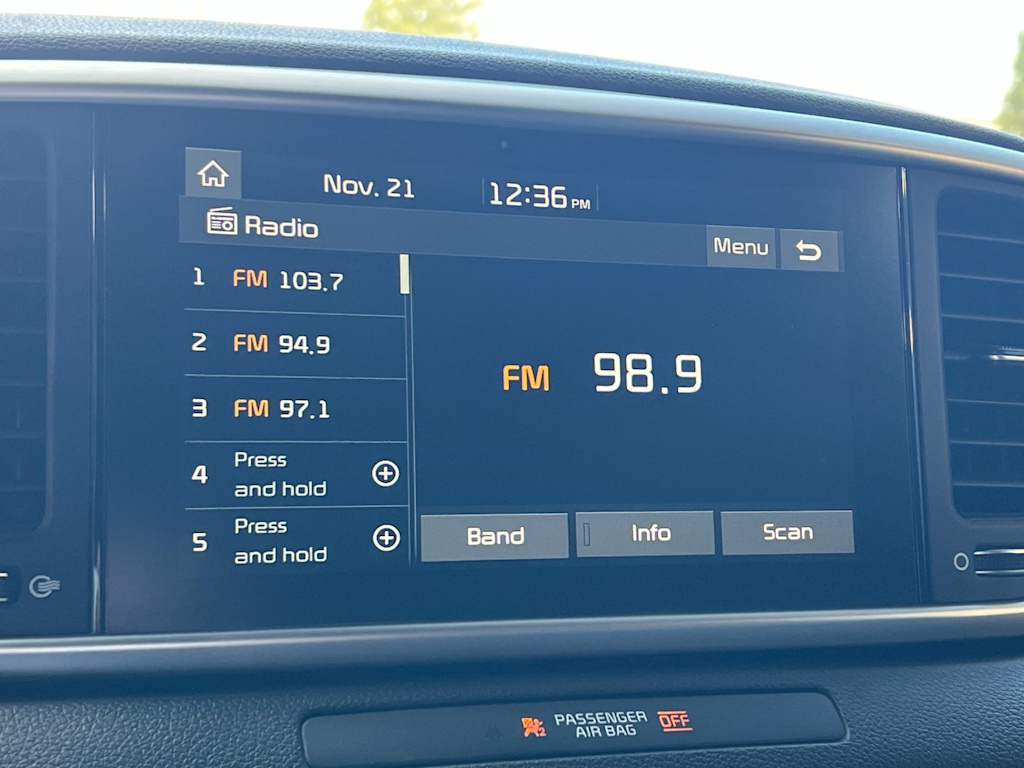 Nov. 21
12:36 PM
Radio
Menu
1 FM 103.7
2 FM 94.9
3 FM 97.1
4 Press
and hold
5 Press
and hold
FM 98.9
Band
Info
Scan
PASSENGER
AIR BAG
OFF
2